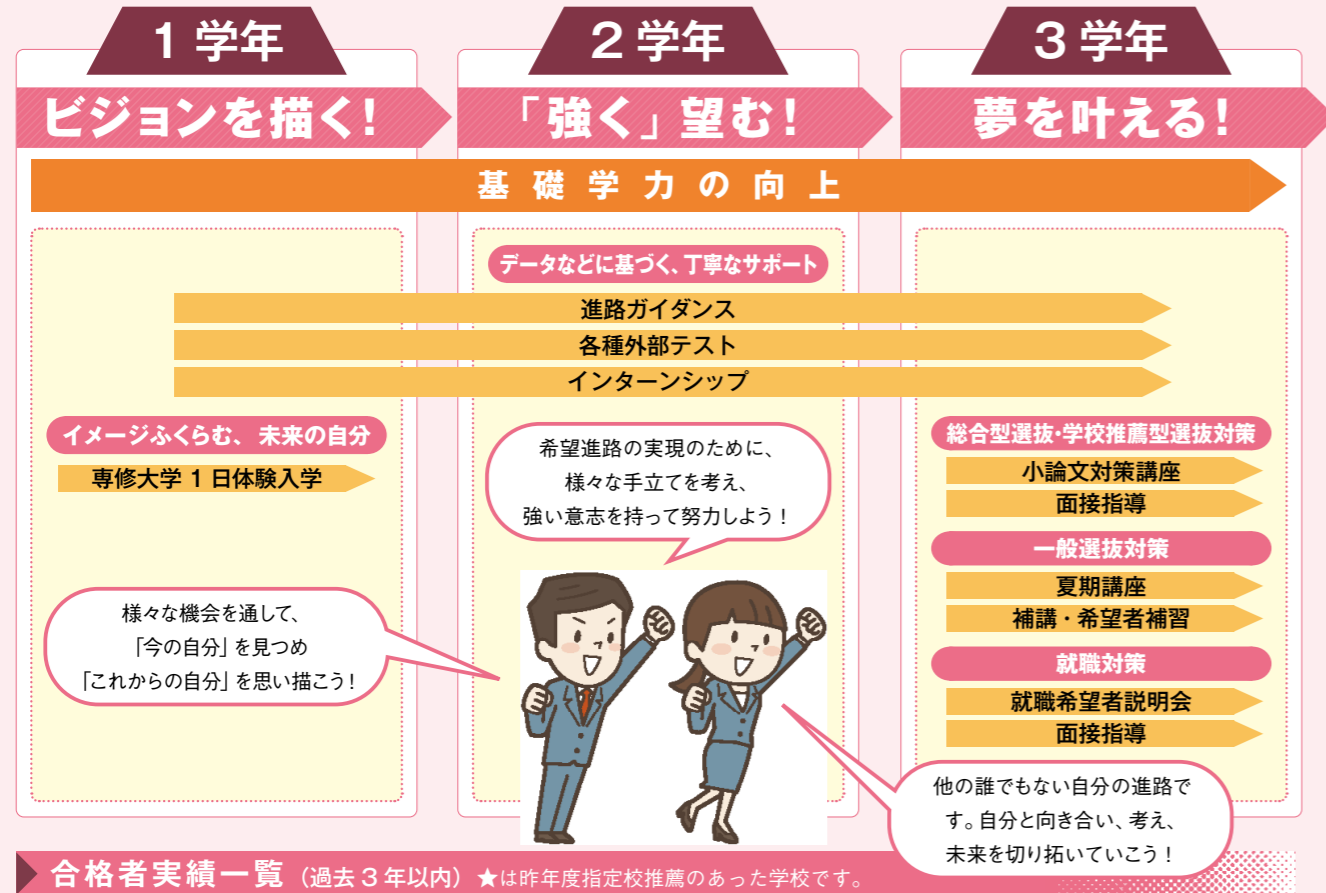 1 学年
2 学年
3 学年
ビジョンを描く!
「強く」望む!
夢を叶える!
基礎学力の向上
データなどに基づく、丁寧なサポート
進路ガイダンス
各種外部テスト
インターンシップ
イメージふくらむ、未来の自分
専修大学 1 日体験入学
様々な機会を通して、
「今の自分」を見つめ
「これからの自分」を思い描こう!
希望進路の実現のために、
様々な手立てを考え、
強い意志を持って努力しよう!
総合型選抜・学校推薦型選抜対策
小論文対策講座
面接指導
一般選抜対策
夏期講座
補講・希望者補習
就職対策
就職希望者説明会
面接指導
他の誰でもない自分の進路で
す。自分と向き合い、考え、
未来を切り拓いていこう!
合格者実績一覧(過去 3 年以内)★は昨年度指定校推薦のあった学校です。